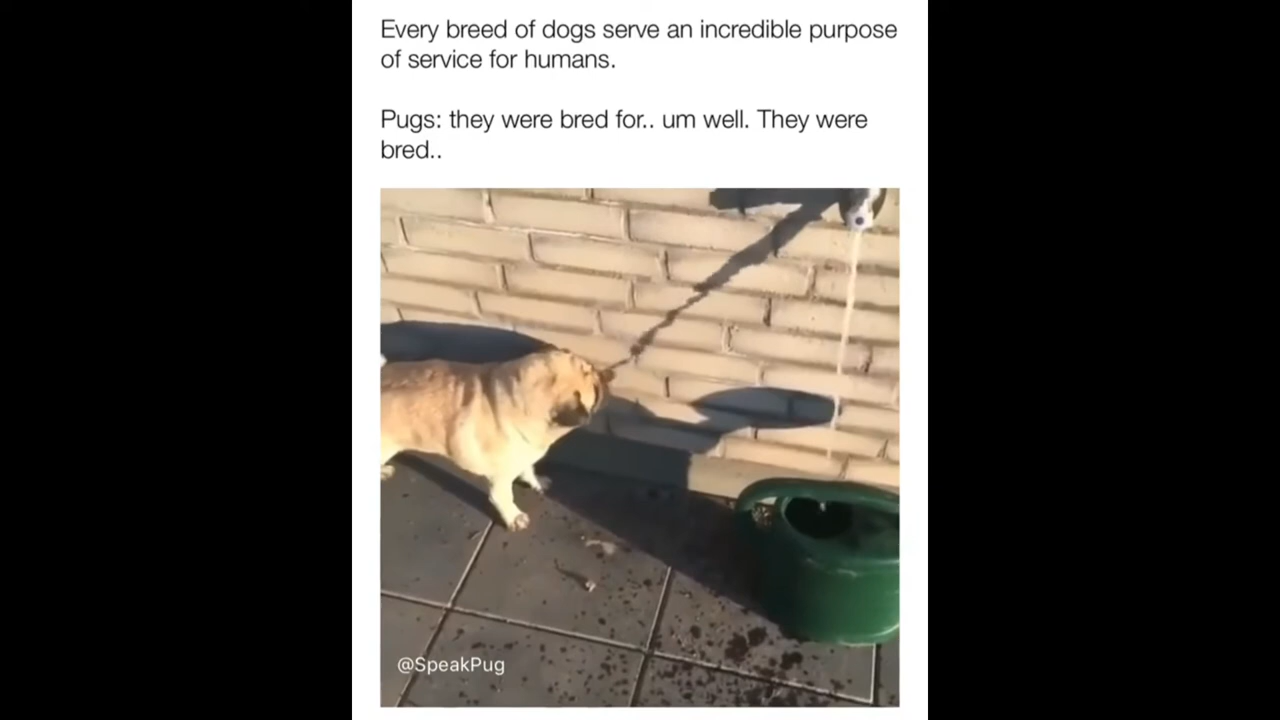 Every breed of dogs serve an incredible purpose
of service for humans.
Pugs: they were bred for.. um well. They were
bred..
@SpeakPug